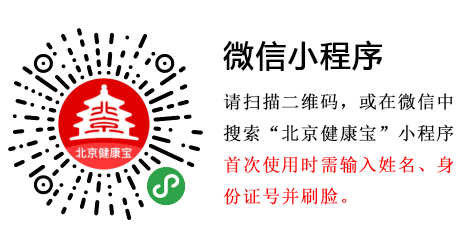 北京健康宝
微信小程序
请扫描二维码，或在微信中
搜索“北京健康宝”小程序
首次使用时需输入姓名、身
份证号并刷脸。